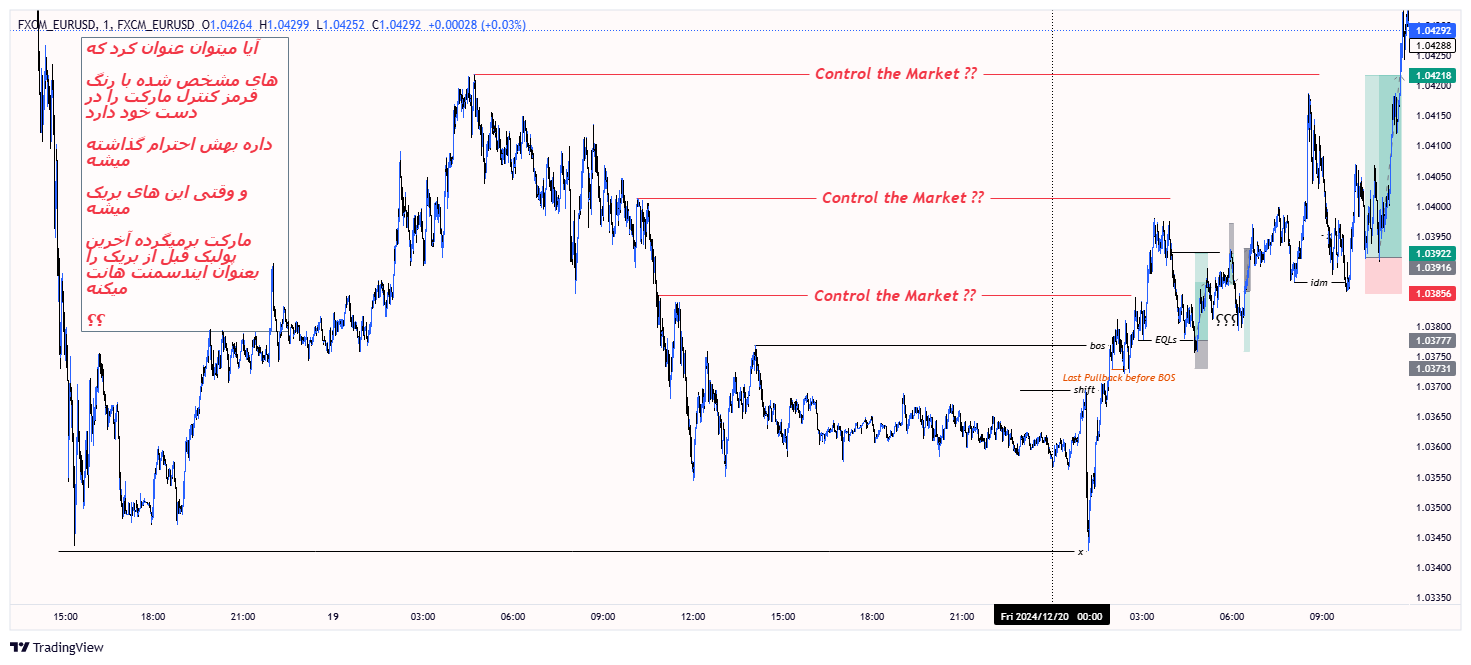 FXCM_EURUSD, 1, FXCM_EURUSD O1.04264 H1.04299 L1.04252 C1.04292 +0.00028 (+0.03%)
آیا میتوان عنوان کرد که
های مشخص شده با رنگ
قرمز کنترل مارکت را در
دست خود دارد
داره بهش احترام گذاشته
میشه
و وقتی این های بریک
میشه
مارکت برمیگرده آخرین
پولبک قبل از بریک را
بعنوان ایندسمنت هانت
میکنه
؟؟
Control the Market ??
Control the Market ??
Control the Market ??
bos
EQLs
؟؟؟
idm
Last Pullback before BOS
shift
x
1.04292
1.04288
1.04250
1.04218
1.04200
1.04150
1.04100
1.04050
1.04000
1.03950
1.03922
1.03916
1.03856
1.03800
1.03777
1.03750
1.03731
1.03700
1.03650
1.03600
1.03550
1.03500
1.03450
1.03400
1.03350
15:00 18:00 21:00 19 03:00 06:00 09:00 12:00 15:00 18:00 21:00 Fri 2024/12/20 00:00 03:00 06:00 09:00
TradingView